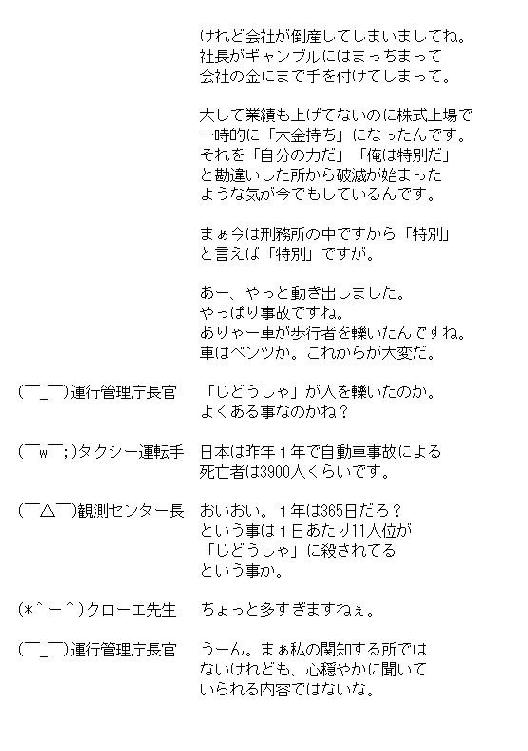 けれど会社が倒産してしまいましてね。
社長がギャンブルにはまっちまって
会社の金にまで手を付けてしまって。
大して業績も上げてないのに株式上場で
一時的に「大金持ち」になったんです。
それを「自分の力だ」「俺は特別だ」
と勘違いした所から破滅が始まった
ような気が今でもしているんです。
まぁ今は刑務所の中ですから「特別」
と言えば「特別」ですが。
あー、やっと動き出しました。
やっぱり事故ですね。
ありゃー車が歩行者を轢いたんですね。
車はベンツか。これからが大変だ。
(￣_￣)運行管理庁長官 「じどうしゃ」が人を轢いたのか。
よくある事なのかね？
(￣w￣;)タクシー運転手 日本は昨年１年で自動車事故による
死亡者は3900人くらいです。
(￣△￣)観測センター長 おいおい。１年は365日だろ？
という事は１日あたり11人位が
「じどうしゃ」に殺されてる
という事か。
(*＾ー＾)クローエ先生 ちょっと多すぎますねぇ。
(￣_￣)運行管理庁長官 うーん。まぁ私の関知する所では
ないけれども、心穏やかに聞いて
いられる内容ではないな。